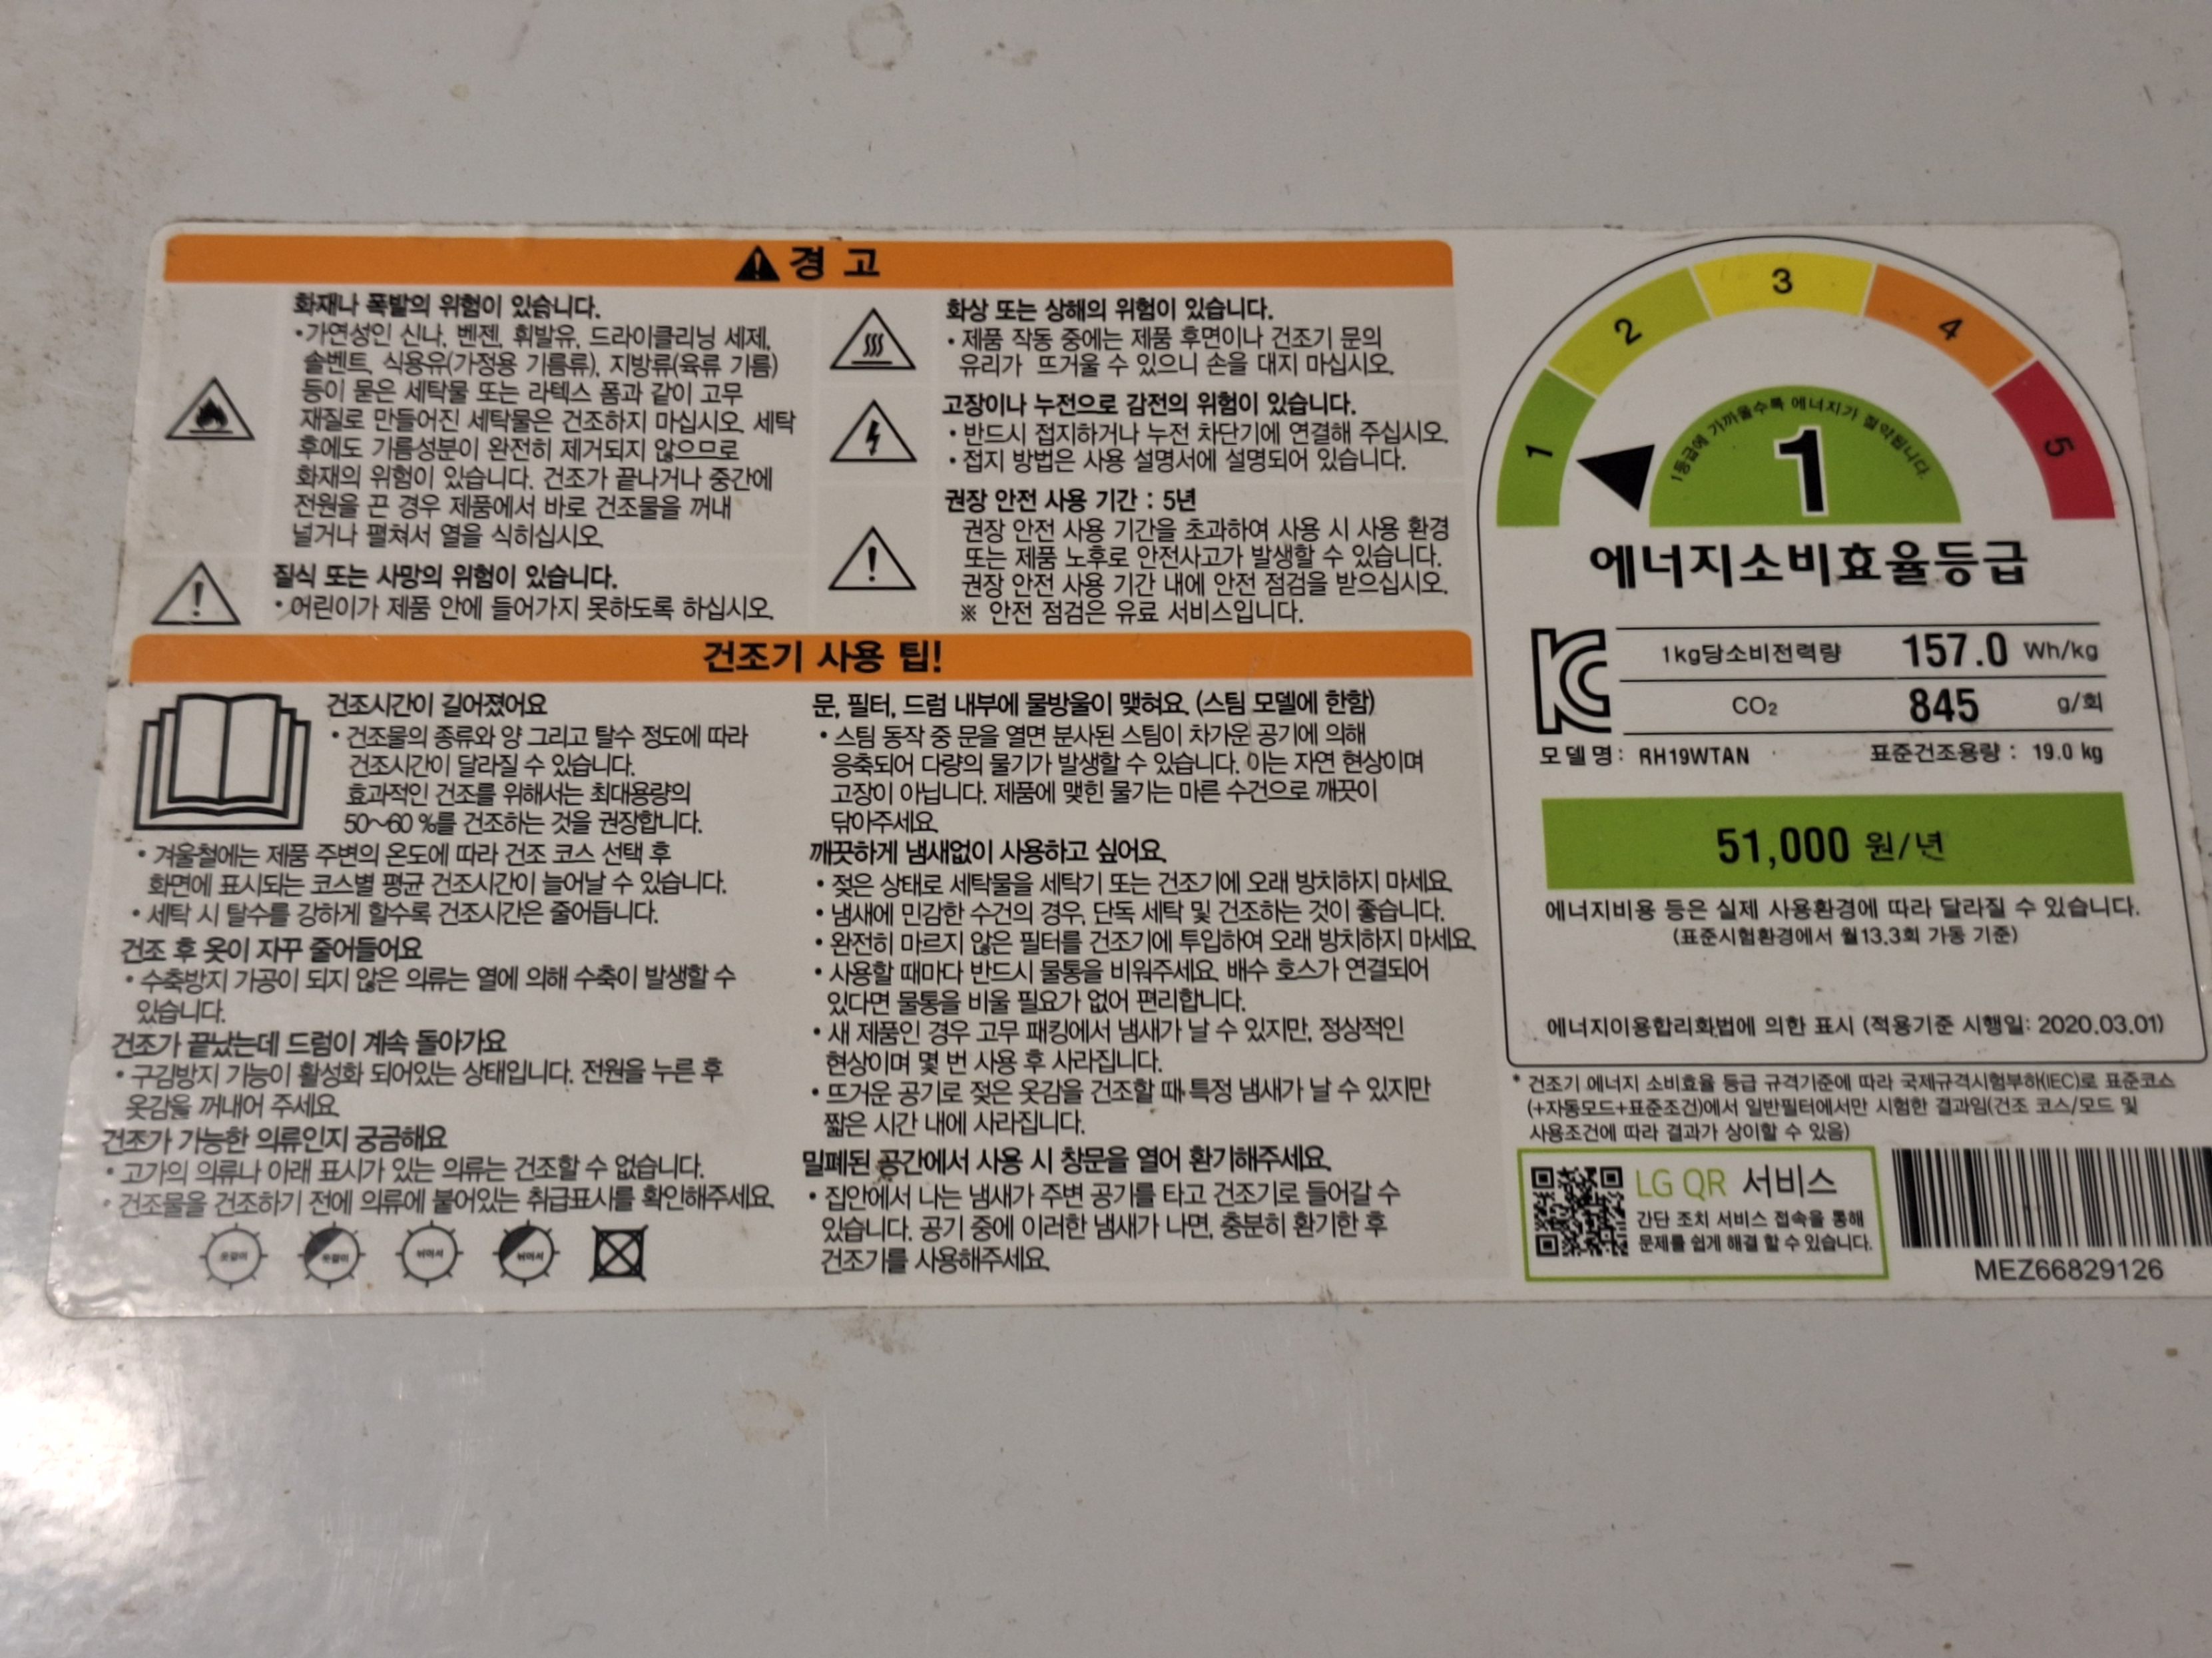 경 고
화재나 폭발의 위험이 있습니다.
•가연성인 신나, 벤젠, 휘발유, 드라이클리닝 세제,
솔벤트, 식용유(가정용 기름류), 지방류(육류 기름)
등이 묻은 세탁물 또는 라텍스 폼과 같이 고무
재질로 만들어진 세탁물은 건조하지 마십시오. 세탁
후에도 기름성분이 완전히 제거되지 않으므로
화재의 위험이 있습니다. 건조가 끝나거나 중간에
전원을 끈 경우 제품에서 바로 건조물을 꺼내
널거나 펼쳐서 열을 식히십시오.
질식 또는 사망의 위험이 있습니다.
• 어린이가 제품 안에 들어가지 못하도록 하십시오.
화상 또는 상해의 위험이 있습니다.
• 제품 작동 중에는 제품 후면이나 건조기 문의
유리가 뜨거울 수 있으니 손을 대지 마십시오.
고장이나 누전으로 감전의 위험이 있습니다.
• 반드시 접지하거나 누전 차단기에 연결해 주십시오.
• 접지 방법은 사용 설명서에 설명되어 있습니다.
권장 안전 사용 기간 : 5년
권장 안전 사용 기간을 초과하여 사용 시 사용 환경
또는 제품 노후로 안전사고가 발생할 수 있습니다.
권장 안전 사용 기간 내에 안전 점검을 받으십시오.
※ 안전 점검은 유료 서비스입니다.
건조기 사용 팁!
건조시간이 길어졌어요
• 건조물의 종류와 양 그리고 탈수 정도에 따라
건조시간이 달라질 수 있습니다.
효과적인 건조를 위해서는 최대용량의
50~60 %를 건조하는 것을 권장합니다.
• 겨울철에는 제품 주변의 온도에 따라 건조 코스 선택 후
화면에 표시되는 코스별 평균 건조시간이 늘어날 수 있습니다.
• 세탁 시 탈수를 강하게 할수록 건조시간은 줄어듭니다.
건조 후 옷이 자꾸 줄어들어요
• 수축방지 가공이 되지 않은 의류는 열에 의해 수축이 발생할 수
있습니다.
건조가 끝났는데 드럼이 계속 돌아가요
• 구김방지 기능이 활성화 되어있는 상태입니다. 전원을 누른 후
옷감을 꺼내어 주세요.
건조가 가능한 의류인지 궁금해요
• 고가의 의류나 아래 표시가 있는 의류는 건조할 수 없습니다.
• 건조물을 건조하기 전에 의류에 붙어있는 취급표시를 확인해주세요.
옷걸이
옷걸이
뉘어서
뉘어서
문, 필터, 드럼 내부에 물방울이 맺혀요. (스팀 모델에 한함)
• 스팀 동작 중 문을 열면 분사된 스팀이 차가운 공기에 의해
응축되어 다량의 물기가 발생할 수 있습니다. 이는 자연 현상이며
고장이 아닙니다. 제품에 맺힌 물기는 마른 수건으로 깨끗이
닦아주세요.
깨끗하게 냄새없이 사용하고 싶어요.
• 젖은 상태로 세탁물을 세탁기 또는 건조기에 오래 방치하지 마세요.
• 냄새에 민감한 수건의 경우, 단독 세탁 및 건조하는 것이 좋습니다.
• 완전히 마르지 않은 필터를 건조기에 투입하여 오래 방치하지 마세요.
• 사용할 때마다 반드시 물통을 비워주세요. 배수 호스가 연결되어
있다면 물통을 비울 필요가 없어 편리합니다.
• 새 제품인 경우 고무 패킹에서 냄새가 날 수 있지만, 정상적인
현상이며 몇 번 사용 후 사라집니다.
• 뜨거운 공기로 젖은 옷감을 건조할 때 특정 냄새가 날 수 있지만
짧은 시간 내에 사라집니다.
밀폐된 공간에서 사용 시 창문을 열어 환기해주세요.
• 집안에서 나는 냄새가 주변 공기를 타고 건조기로 들어갈 수
있습니다. 공기 중에 이러한 냄새가 나면, 충분히 환기한 후
건조기를 사용해주세요.
1 2 3 4 5
1등급에 가까울수록 에너지가 절약됩니다.
1
에너지소비효율등급
1kg당소비전력량 157.0 Wh/kg
CO₂ 845 g/회
모델명: RH19WTAN 표준건조용량 : 19.0 kg
51,000 원/년
에너지비용 등은 실제 사용환경에 따라 달라질 수 있습니다.
(표준시험환경에서 월13.3회 가동 기준)
에너지이용합리화법에 의한 표시 (적용기준 시행일: 2020.03.01)
* 건조기 에너지 소비효율 등급 규격기준에 따라 국제규격시험부하(IEC)로 표준코스
(+자동모드+표준조건)에서 일반필터에서만 시험한 결과임(건조 코스/모드 및
사용조건에 따라 결과가 상이할 수 있음)
LG QR 서비스
간단 조치 서비스 접속을 통해
문제를 쉽게 해결 할 수 있습니다.
MEZ66829126